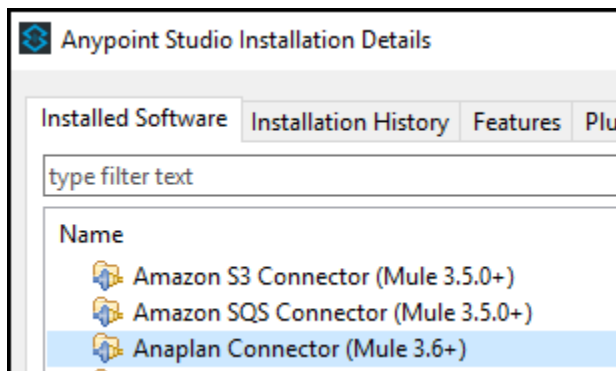 Anypoint Studio Installation Details
Installed Software Installation History Features Plu
type filter text
Name
Amazon S3 Connector (Mule 3.5.0+)
Amazon SQS Connector (Mule 3.5.0+)
Anaplan Connector (Mule 3.6+)